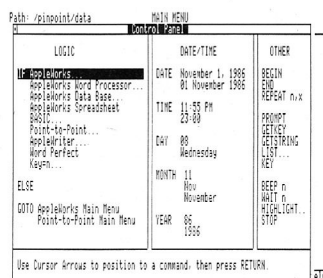 Path: /pinpoint/data MAIN MENU
Control Panel
LOGIC DATE/TIME OTHER
IF AppleWorks...
AppleWorks Word Processor...
AppleWorks Data Base...
AppleWorks Spreadsheet
BASIC...
Point-to-Point...
AppleWriter...
Word Perfect
Key=n...
ELSE
GOTO AppleWorks Main Menu
Point-to-Point Main Menu
DATE November 1, 1986
01 November 1986
TIME 11:55 PM
23:00
DAY 08
Wednesday
MONTH 11
Nov
November
YEAR 86
1986
BEGIN
END
REPEAT n,x
PROMPT
GETKEY
GETSTRING
LIST...
KEY
BEEP n
WAIT n
HIGHLIGHT..
STOP
Use Cursor Arrows to position to a command, then press RETURN.